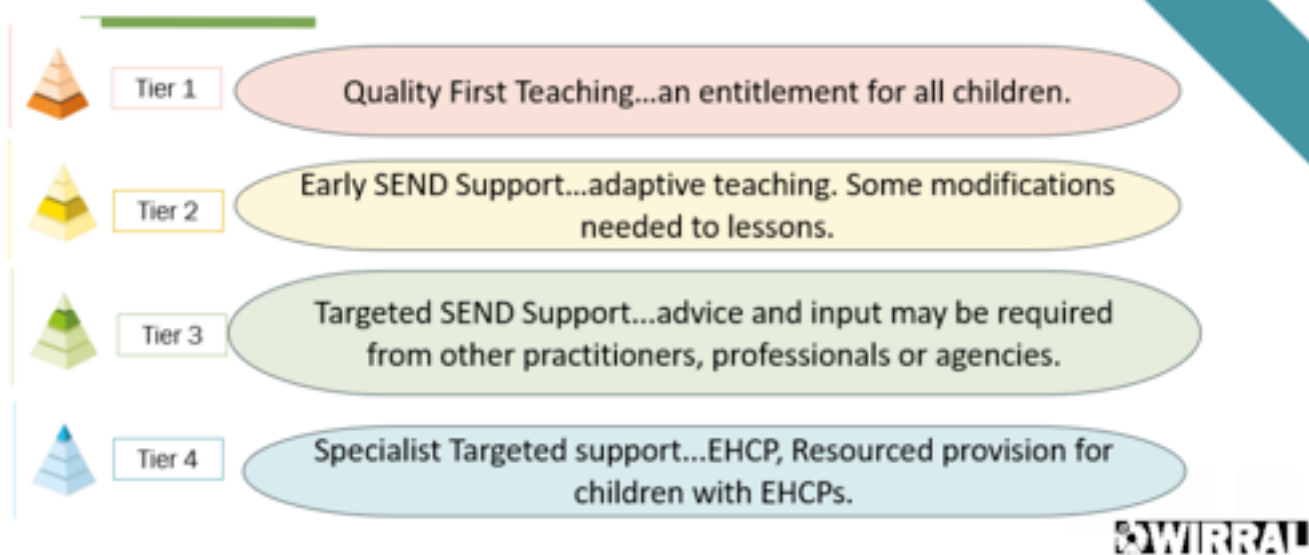 Tier 1
Quality First Teaching...an entitlement for all children.
Tier 2
Early SEND Support...adaptive teaching. Some modifications
needed to lessons.
Tier 3
Targeted SEND Support...advice and input may be required
from other practitioners, professionals or agencies.
Tier 4
Specialist Targeted support...EHCP, Resourced provision for
children with EHCPs.
WIRRAL